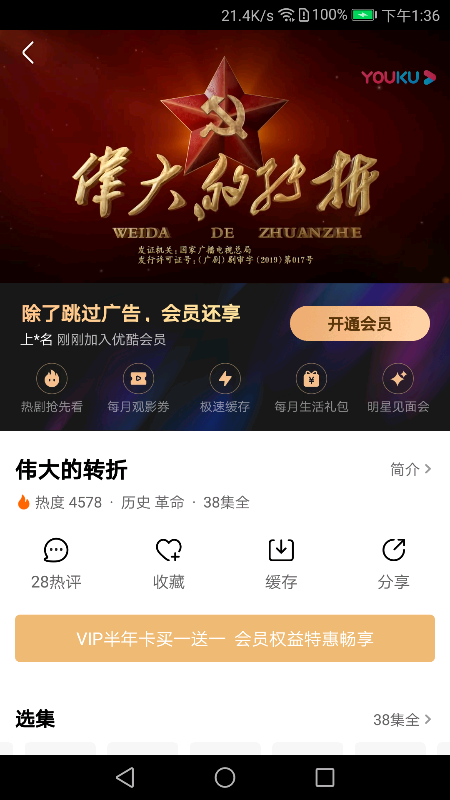 21.4K/s 100% 下午1:36
YOUKU
偉大的转折
WEIDA DE ZHUANZHE
发证机关：国家广播电视总局
发行许可证号：（广剧）剧审字（2019）第017号
除了跳过广告，会员还享
上*名 刚刚加入优酷会员
开通会员
热剧抢先看 每月观影券 极速缓存 每月生活礼包 明星见面会
伟大的转折
简介
热度 4578 · 历史 革命 · 38集全
28热评 收藏 缓存 分享
VIP半年卡买一送一 会员权益特惠畅享
选集
38集全